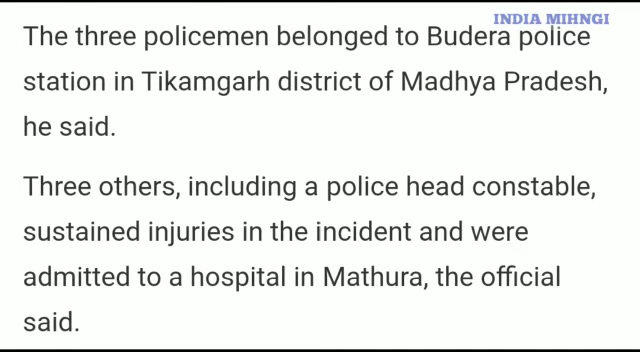 INDIA MIHNGI
The three policemen belonged to Budera police
station in Tikamgarh district of Madhya Pradesh,
he said.
Three others, including a police head constable,
sustained injuries in the incident and were
admitted to a hospital in Mathura, the official
said.